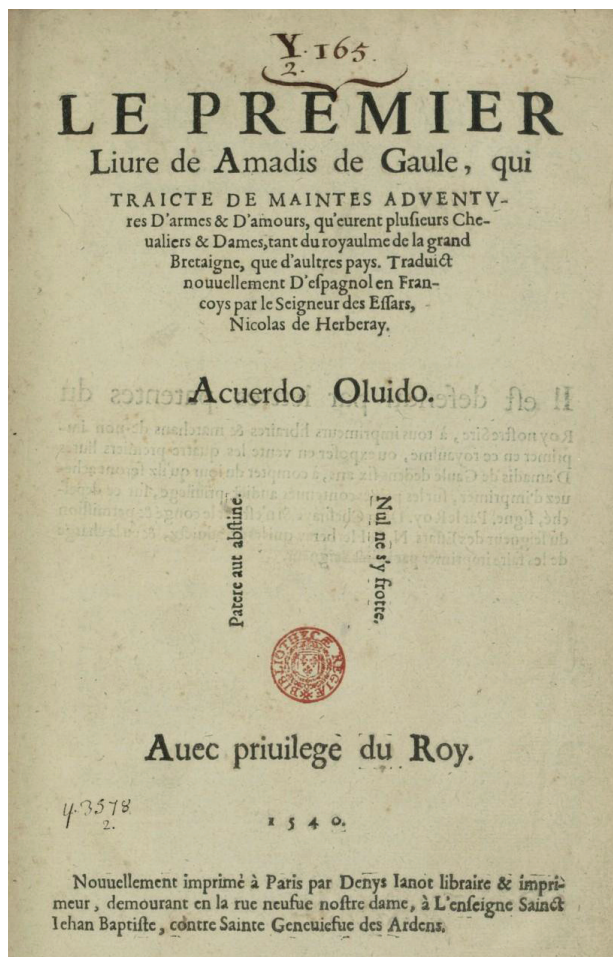 Y.165
2.
LE PREMIER
Liure de Amadis de Gaule, qui
TRAICTE DE MAINTES ADVENTV-
res D'armes & D'amours, qu'eurent pluſieurs Che-
ualiers & Dames, tant du royaulme de la grand
Bretaigne, que d'aultres pays. Traduict
nouuellement D'eſpagnol en Fran-
coys par le Seigneur des Eſſars,
Nicolas de Herberay.
Acuerdo Oluido.
Patere aut abſtine.
Nul ne s'y frotte.
BIBLIOTHECÆ REGIÆ
Auec priuilege du Roy.
y.3578
2.
1540.
Nouuellement imprimé à Paris par Denys Ianot libraire & impri-
meur, demourant en la rue neufue noſtre dame, à L'enſeigne Sainct
Iehan Baptiſte, contre Sainte Geneuiefue des Ardens.